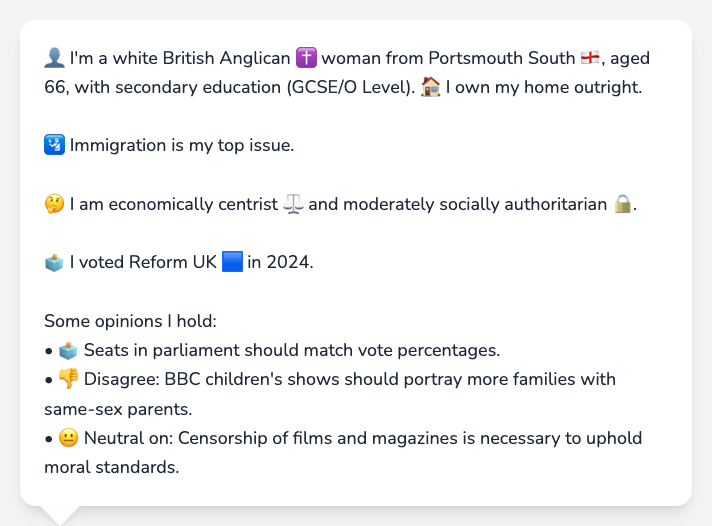 👤 I'm a white British Anglican ✝️ woman from Portsmouth South 🏴󠁧󠁢󠁥󠁮󠁧󠁿, aged
66, with secondary education (GCSE/O Level). 🏠 I own my home outright.
🛂 Immigration is my top issue.
🤔 I am economically centrist ⚖️ and moderately socially authoritarian 🔒.
🗳️ I voted Reform UK 🟦 in 2024.
Some opinions I hold:
• 🗳️ Seats in parliament should match vote percentages.
• 👎 Disagree: BBC children's shows should portray more families with
same-sex parents.
• 😐 Neutral on: Censorship of films and magazines is necessary to uphold
moral standards.